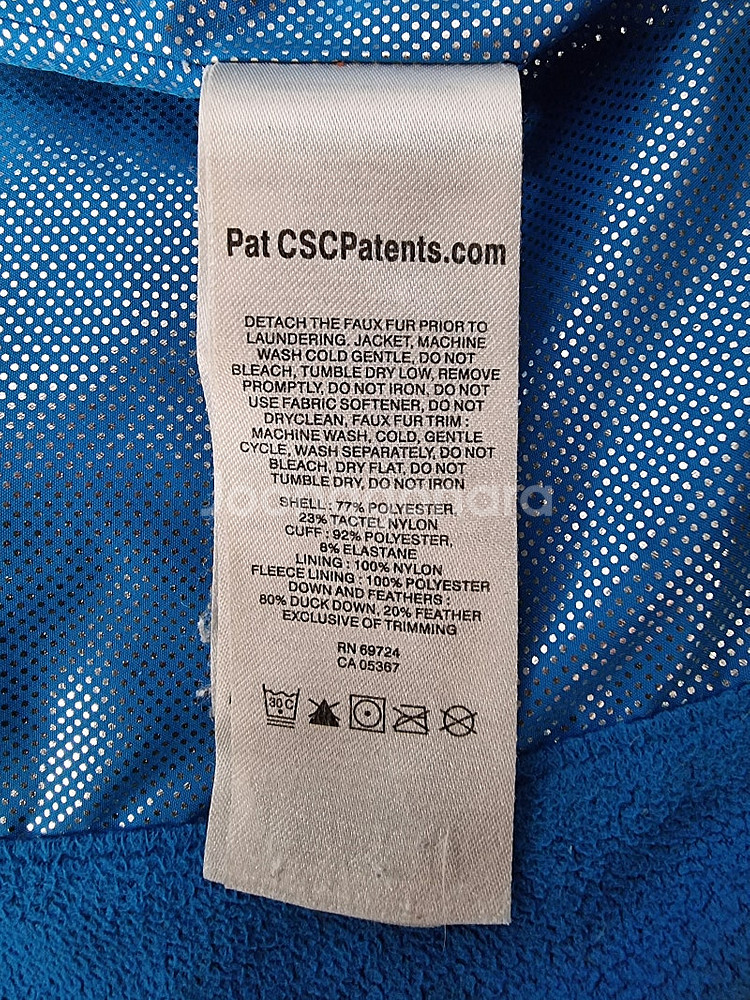 Pat CSCPatents.com
DETACH THE FAUX FUR PRIOR TO
LAUNDERING. JACKET, MACHINE
WASH COLD GENTLE, DO NOT
BLEACH, TUMBLE DRY LOW, REMOVE
PROMPTLY, DO NOT IRON, DO NOT
USE FABRIC SOFTENER, DO NOT
DRYCLEAN, FAUX FUR TRIM :
MACHINE WASH, COLD, GENTLE
CYCLE, WASH SEPARATELY, DO NOT
BLEACH, DRY FLAT, DO NOT
TUMBLE DRY, DO NOT IRON
SHELL : 77% POLYESTER,
23% TACTEL NYLON
CUFF : 92% POLYESTER,
8% ELASTANE
LINING : 100% NYLON
FLEECE LINING : 100% POLYESTER
DOWN AND FEATHERS :
80% DUCK DOWN, 20% FEATHER
EXCLUSIVE OF TRIMMING
RN 69724
CA 05367
30 C